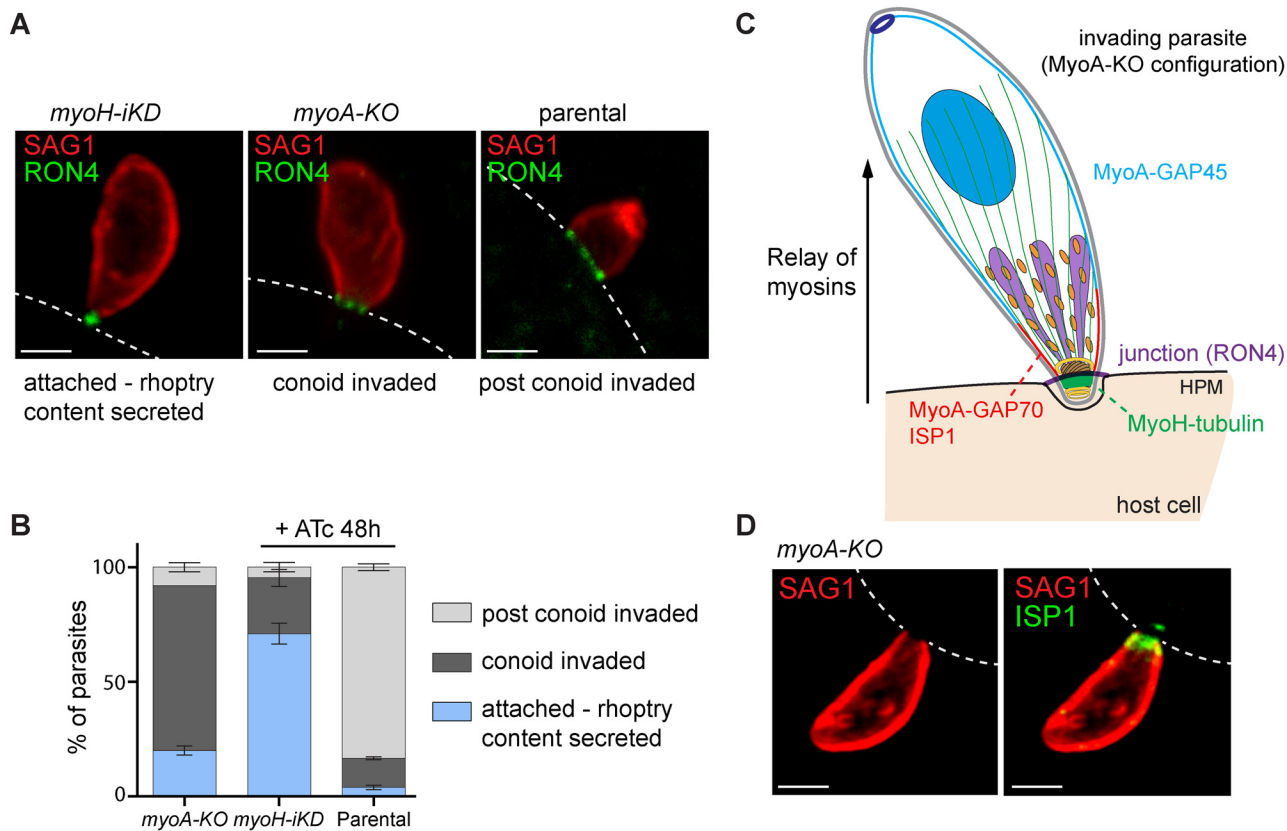 A
myoH-iKD
myoA-KO
parental
SAG1
RON4
SAG1
RON4
SAG1
RON4
attached - rhoptry
content secreted
conoid invaded
post conoid invaded
C
invading parasite
(MyoA-KO configuration)
MyoA-GAP45
Relay of
myosins
junction (RON4)
HPM
MyoA-GAP70
ISP1
MyoH-tubulin
host cell
B
+ ATc 48h
100
50
0
% of parasites
myoA-KO
myoH-iKD
Parental
post conoid invaded
conoid invaded
attached - rhoptry
content secreted
D
myoA-KO
SAG1
SAG1
ISP1